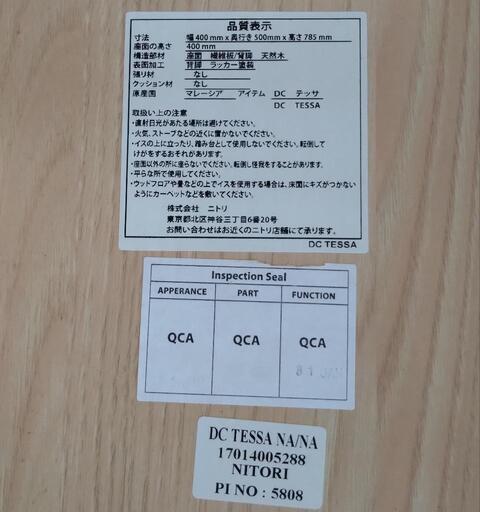 品質表示
寸法 幅400mm x 奥行き500mm x 高さ785mm
座面の高さ 400mm
構造部材 座面 繊維板/背脚 天然木
表面加工 背脚 ラッカー塗装
張り材 なし
クッション材 なし
原産国 マレーシア アイテム DC テッサ
DC TESSA
取扱い上の注意
・直射日光があたる場所は避けてください。
・火気、ストーブなどの近くに置かないでください。
・イスの上に立ったり、踏み台として使用しないでください。転倒して
けがをするおそれがあります。
・座面以外の所に座らないでください。転倒し怪我をすることがあります。
・平らな所で使用してください。
・ウッドフロアや畳などの上でイスを使用する場合は、床面にキズがつかない
ようにカーペットなどを敷いてください。
株式会社 ニトリ
東京都北区神谷三丁目6番20号
お問い合わせはお近くのニトリ店舗にて承ります。
DC TESSA
Inspection Seal
APPERANCE PART FUNCTION
QCA QCA QCA
DC TESSA NA/NA
17014005288
NITORI
PI NO : 5808